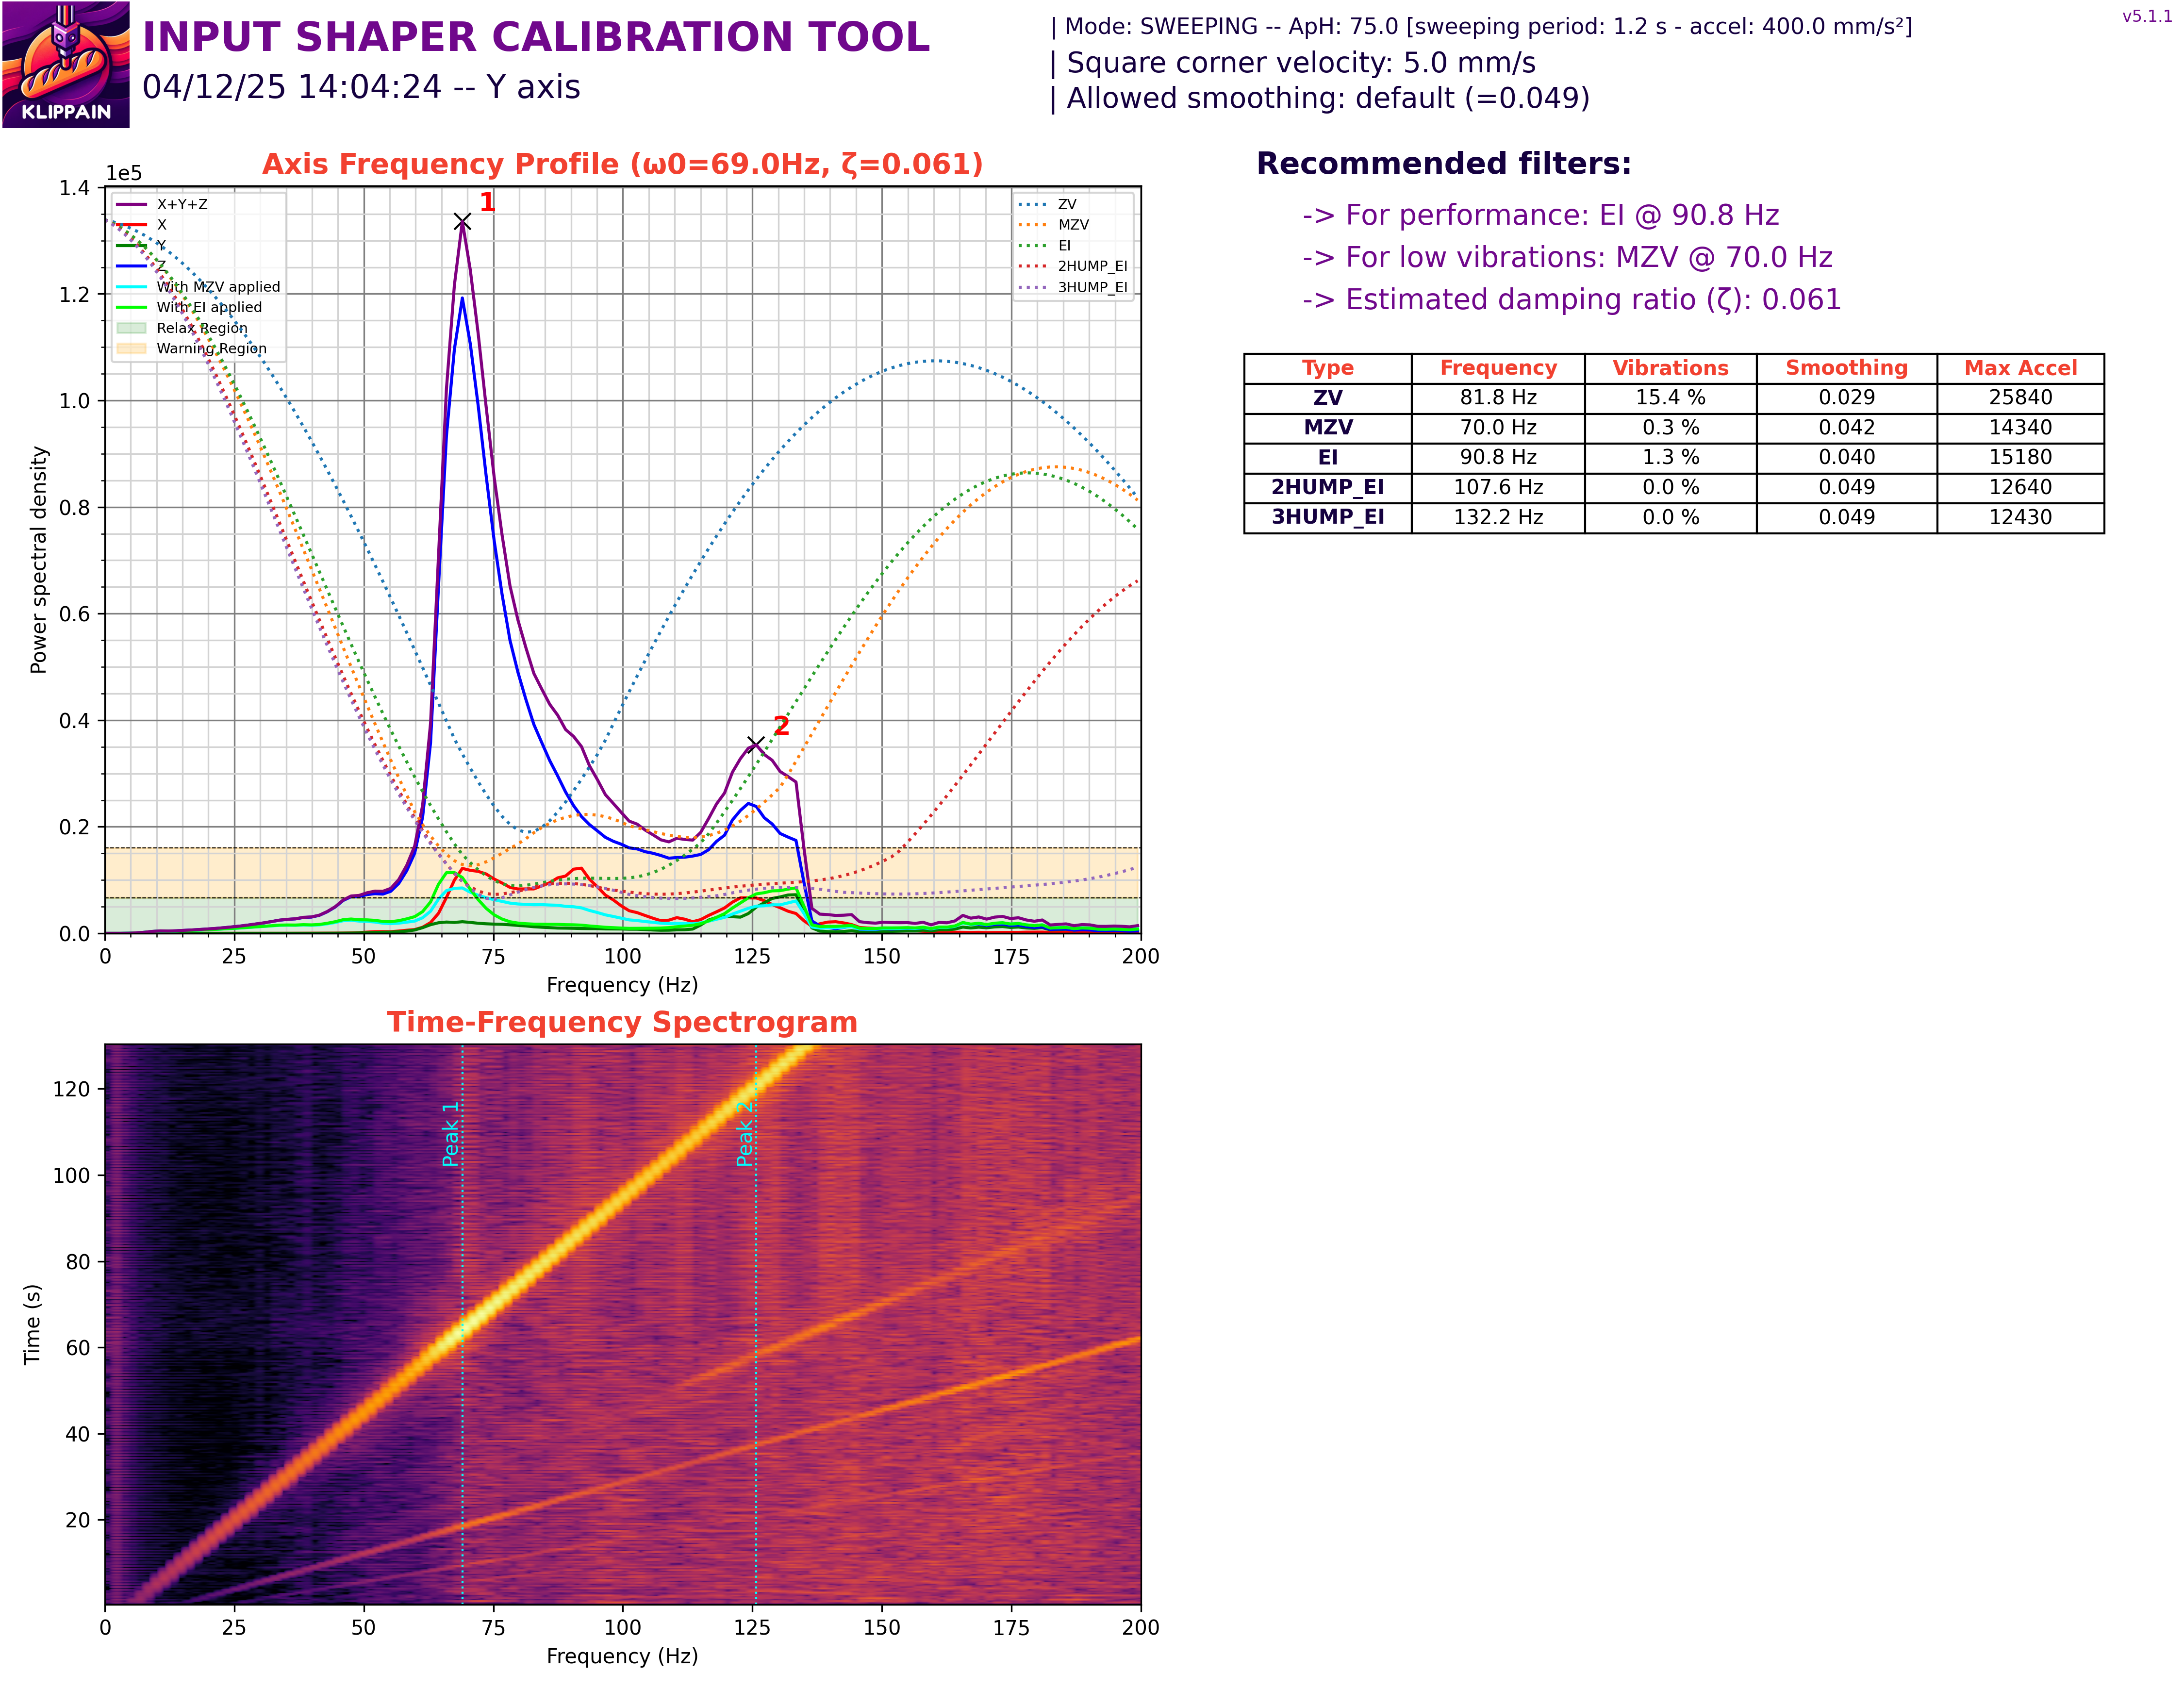 KLIPPAIN
INPUT SHAPER CALIBRATION TOOL
04/12/25 14:04:24 -- Y axis
| Mode: SWEEPING -- ApH: 75.0 [sweeping period: 1.2 s - accel: 400.0 mm/s²]
| Square corner velocity: 5.0 mm/s
| Allowed smoothing: default (=0.049)
v5.1.1
Axis Frequency Profile (ω0=69.0Hz, ζ=0.061)
1e5
1.4
1.2
1.0
0.8
0.6
0.4
0.2
0.0
Power spectral density
X+Y+Z
X
Y
Z
With MZV applied
With EI applied
Relax Region
Warning Region
ZV
MZV
EI
2HUMP_EI
3HUMP_EI
1
2
0 25 50 75 100 125 150 175 200
Frequency (Hz)
Recommended filters:
-> For performance: EI @ 90.8 Hz
-> For low vibrations: MZV @ 70.0 Hz
-> Estimated damping ratio (ζ): 0.061
Type Frequency Vibrations Smoothing Max Accel
ZV 81.8 Hz 15.4 % 0.029 25840
MZV 70.0 Hz 0.3 % 0.042 14340
EI 90.8 Hz 1.3 % 0.040 15180
2HUMP_EI 107.6 Hz 0.0 % 0.049 12640
3HUMP_EI 132.2 Hz 0.0 % 0.049 12430
Time-Frequency Spectrogram
120
100
80
60
40
20
Time (s)
Peak 1
Peak 2
0 25 50 75 100 125 150 175 200
Frequency (Hz)